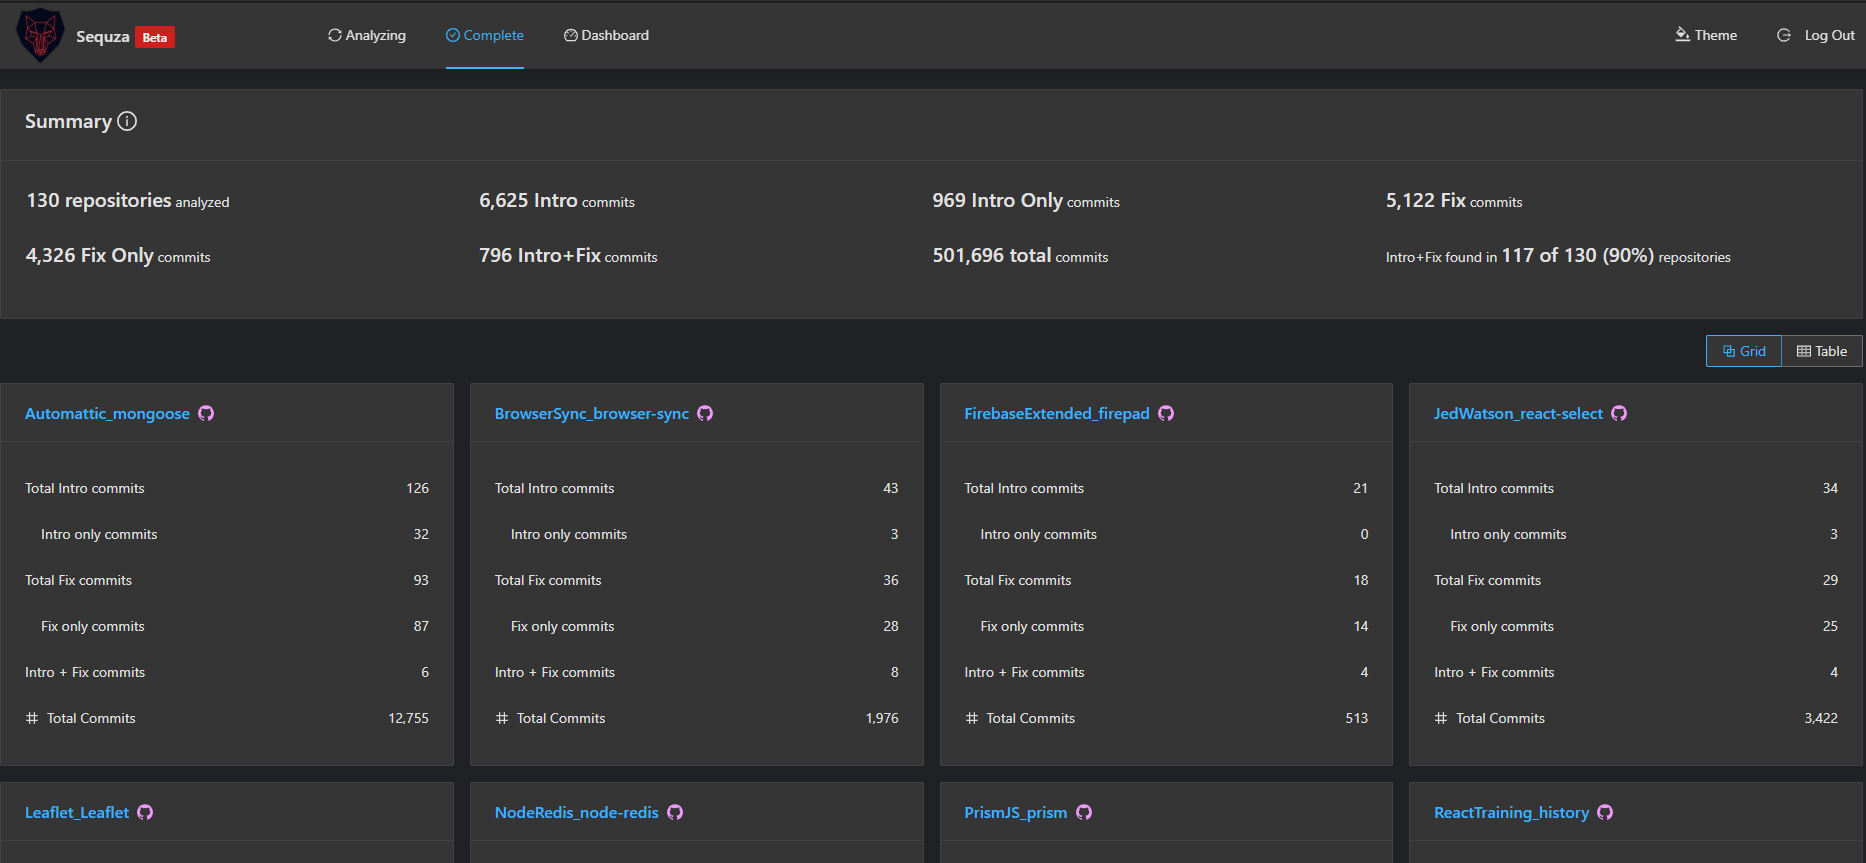 Sequza Beta Analyzing Complete Dashboard Theme Log Out
Summary
130 repositories analyzed 6,625 Intro commits 969 Intro Only commits 5,122 Fix commits
4,326 Fix Only commits 796 Intro+Fix commits 501,696 total commits Intro+Fix found in 117 of 130 (90%) repositories
Grid Table
Automattic_mongoose
Total Intro commits 126
Intro only commits 32
Total Fix commits 93
Fix only commits 87
Intro + Fix commits 6
# Total Commits 12,755
BrowserSync_browser-sync
Total Intro commits 43
Intro only commits 3
Total Fix commits 36
Fix only commits 28
Intro + Fix commits 8
# Total Commits 1,976
FirebaseExtended_firepad
Total Intro commits 21
Intro only commits 0
Total Fix commits 18
Fix only commits 14
Intro + Fix commits 4
# Total Commits 513
JedWatson_react-select
Total Intro commits 34
Intro only commits 3
Total Fix commits 29
Fix only commits 25
Intro + Fix commits 4
# Total Commits 3,422
Leaflet_Leaflet
NodeRedis_node-redis
PrismJS_prism
ReactTraining_history